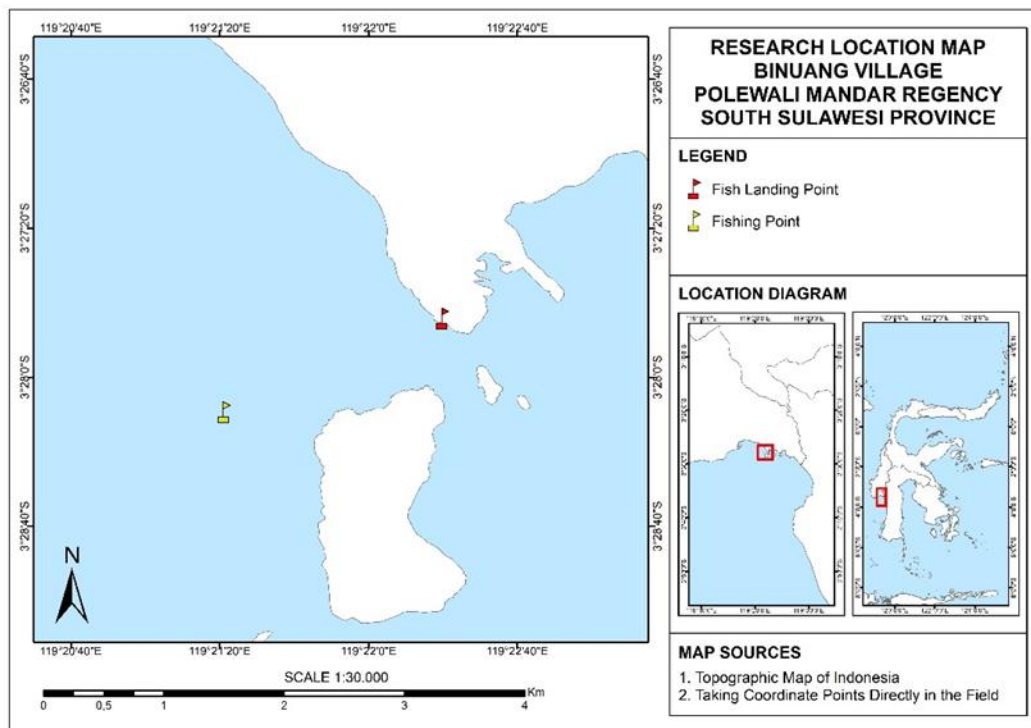 119°20'40"E 119°21'20"E 119°22'0"E 119°22'40"E
3°26'40"S 3°26'40"S
3°27'20"S 3°27'20"S
3°28'0"S 3°28'0"S
3°28'40"S 3°28'40"S
N
119°20'40"E 119°21'20"E 119°22'0"E 119°22'40"E
SCALE 1:30.000
0 0,5 1 2 3 4 Km
RESEARCH LOCATION MAP
BINUANG VILLAGE
POLEWALI MANDAR REGENCY
SOUTH SULAWESI PROVINCE
LEGEND
Fish Landing Point
Fishing Point
LOCATION DIAGRAM
MAP SOURCES
1. Topographic Map of Indonesia
2. Taking Coordinate Points Directly in the Field